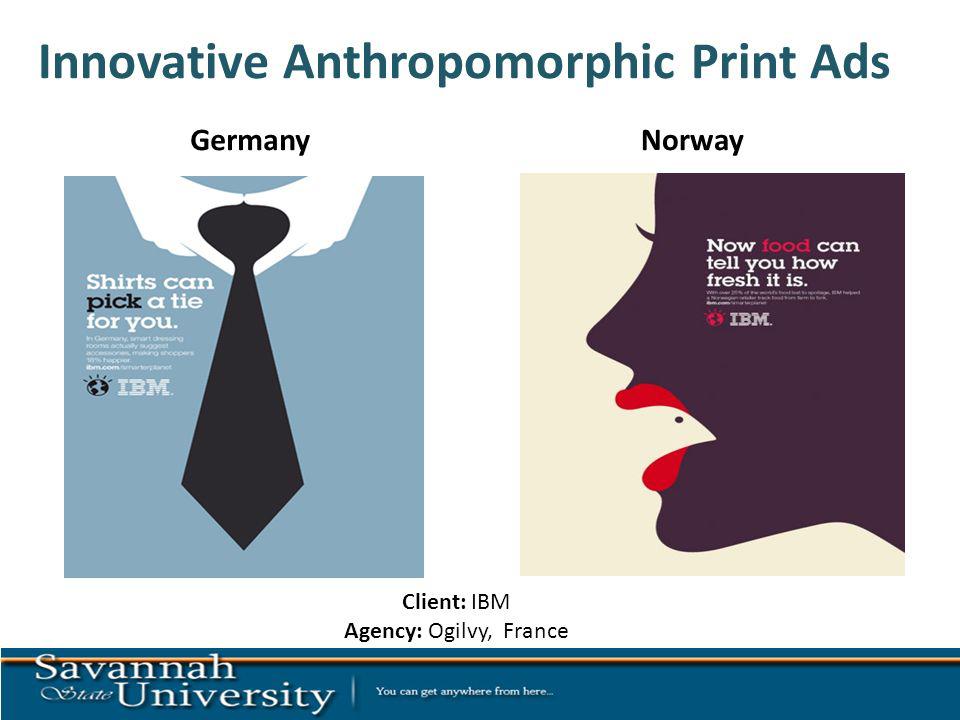 Innovative Anthropomorphic Print Ads
Germany
Norway
Shirts can
pick a tie
for you.
In Germany, smart dressing
rooms actually suggest
accessories, making shoppers
18% happier.
ibm.com/smarterplanet
IBM.
Now food can
tell you how
fresh it is.
With over 25% of the world's food lost to spoilage, IBM helped
a Norwegian retailer track food from farm to fork.
ibm.com/smarterplanet
IBM.
Client: IBM
Agency: Ogilvy, France
Savannah
State University
You can get anywhere from here...